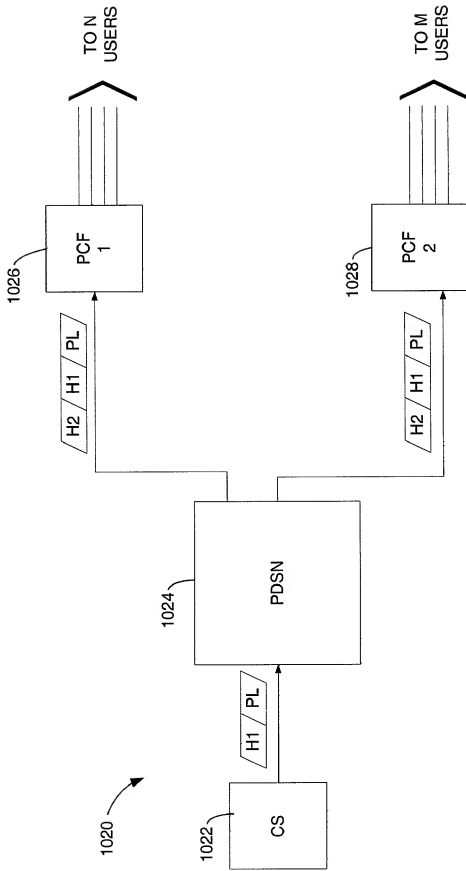 1020
1022
CS
H1 PL
1024
PDSN
H2 H1 PL
1026
PCF
1
TO N
USERS
H2 H1 PL
1028
PCF
2
TO M
USERS